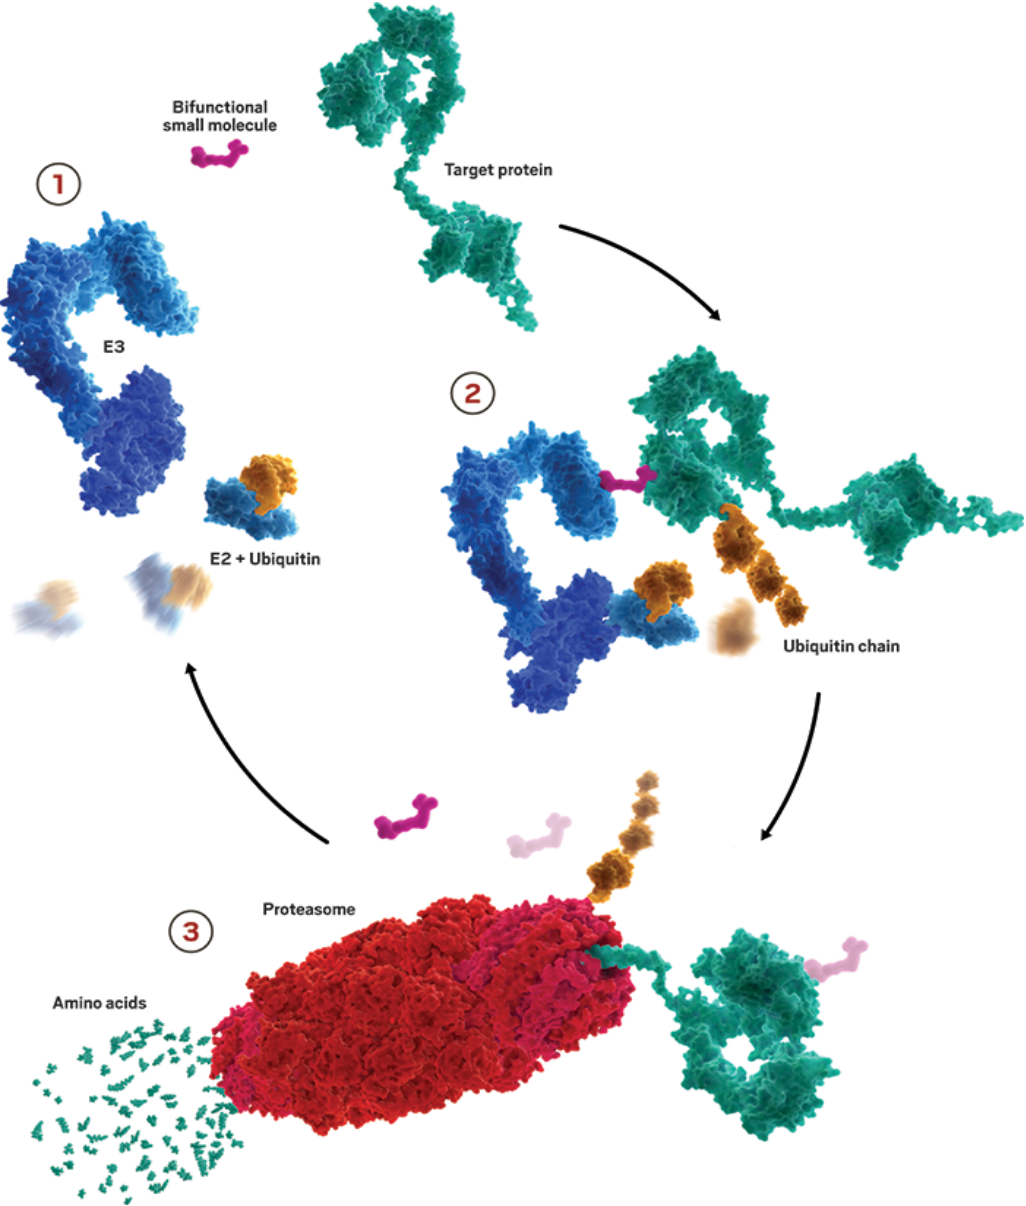 Bifunctional
small molecule
Target protein
1
E3
E2 + Ubiquitin
2
Ubiquitin chain
3
Proteasome
Amino acids